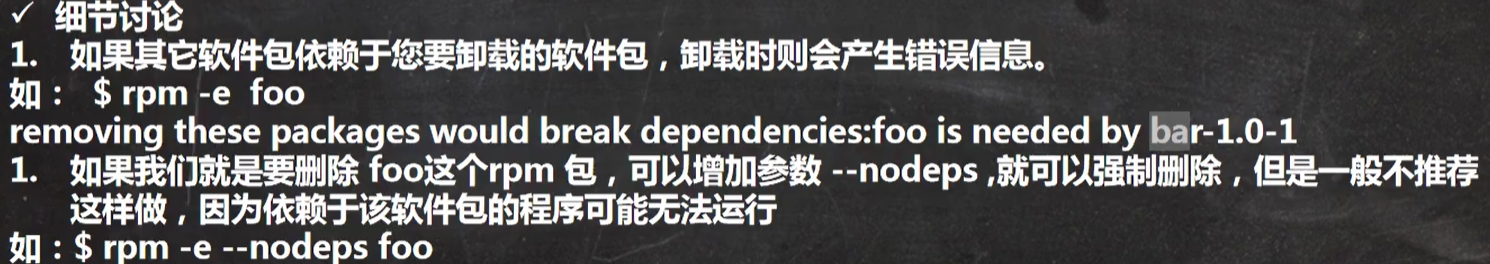 ✓ 细节讨论
1. 如果其它软件包依赖于您要卸载的软件包，卸载时则会产生错误信息。
如： $ rpm -e foo
removing these packages would break dependencies:foo is needed by bar-1.0-1
1. 如果我们就是要删除 foo这个rpm 包，可以增加参数 --nodeps ,就可以强制删除，但是一般不推荐
这样做，因为依赖于该软件包的程序可能无法运行
如：$ rpm -e --nodeps foo